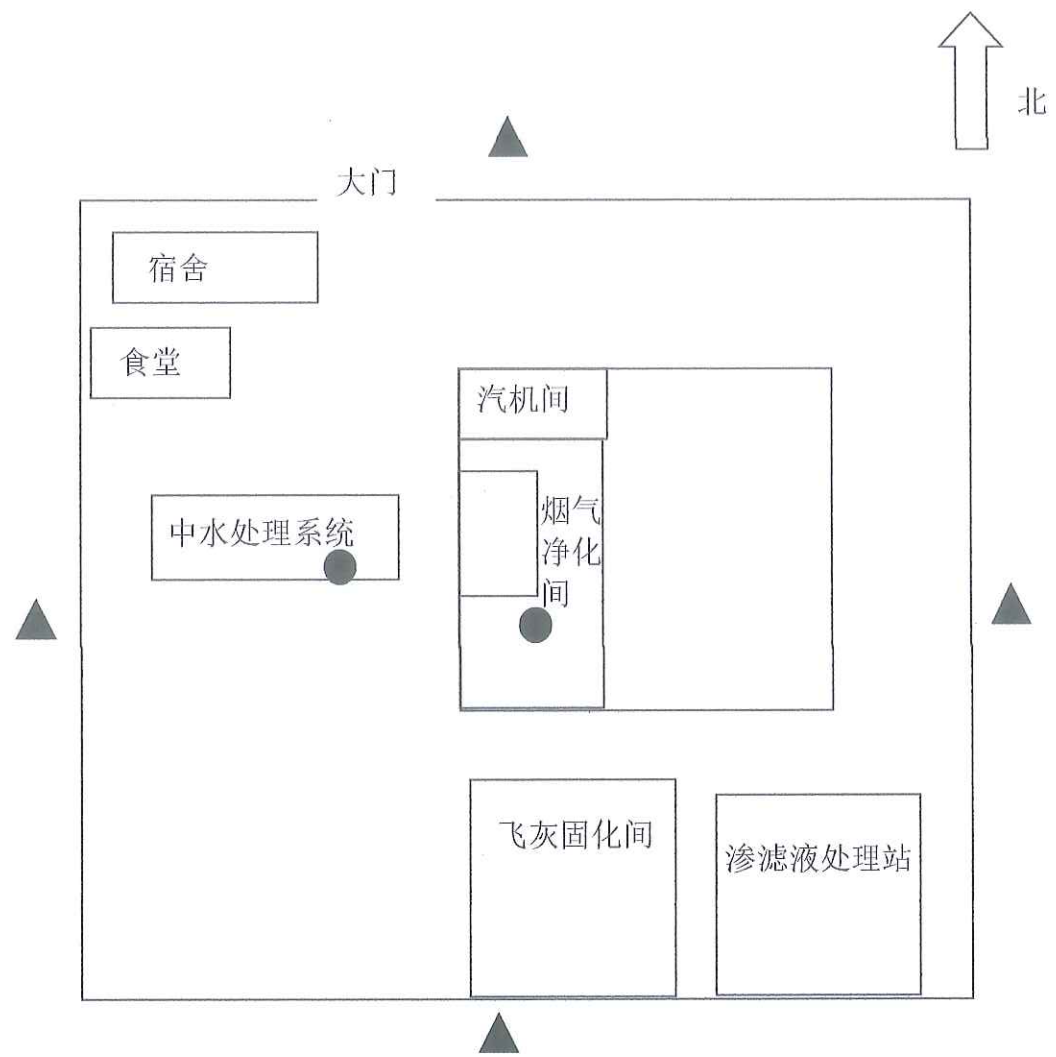 北
大门
宿舍
食堂
汽机间
烟气
净化
间
中水处理系统
飞灰固化间
渗滤液处理站